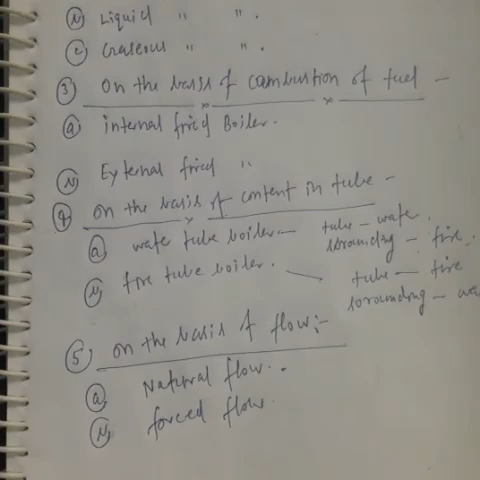 (b) Liquid " ".
(c) Gaseous " ".
(3) On the basis of combustion of fuel -
(a) internal fired Boiler.
(b) External fired "
(4) on the basis of content in tube -
(a) water tube boiler - tube - water.
sorounding - fire.
(b) fire tube boiler. - tube - fire
sorounding - wa
(5) on the basis of flow:-
(a) Natural flow.
(b) forced flow.